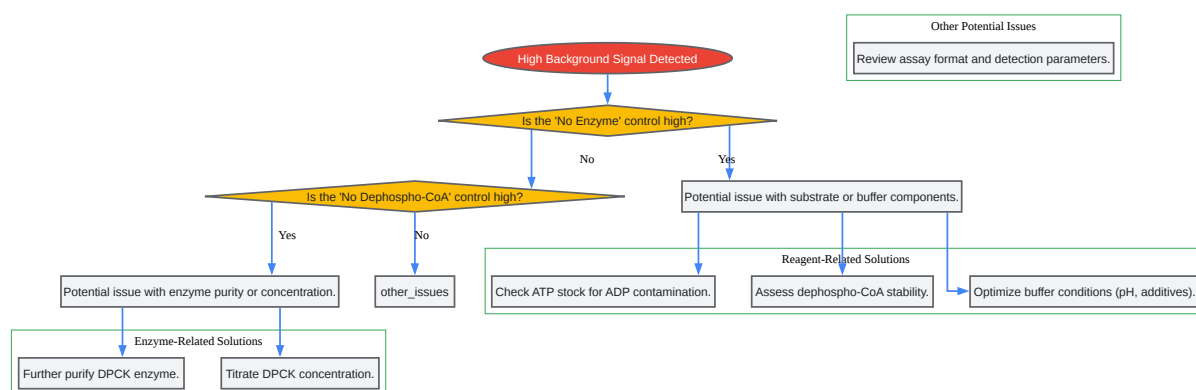 Other Potential Issues
High Background Signal Detected
Review assay format and detection parameters.
Is the 'No Enzyme' control high?
No
Yes
Is the 'No Dephospho-CoA' control high?
Potential issue with substrate or buffer components.
Yes
No
Reagent-Related Solutions
Potential issue with enzyme purity or concentration.
other_issues
Check ATP stock for ADP contamination.
Assess dephospho-CoA stability.
Optimize buffer conditions (pH, additives).
Enzyme-Related Solutions
Further purify DPCK enzyme.
Titrate DPCK concentration.